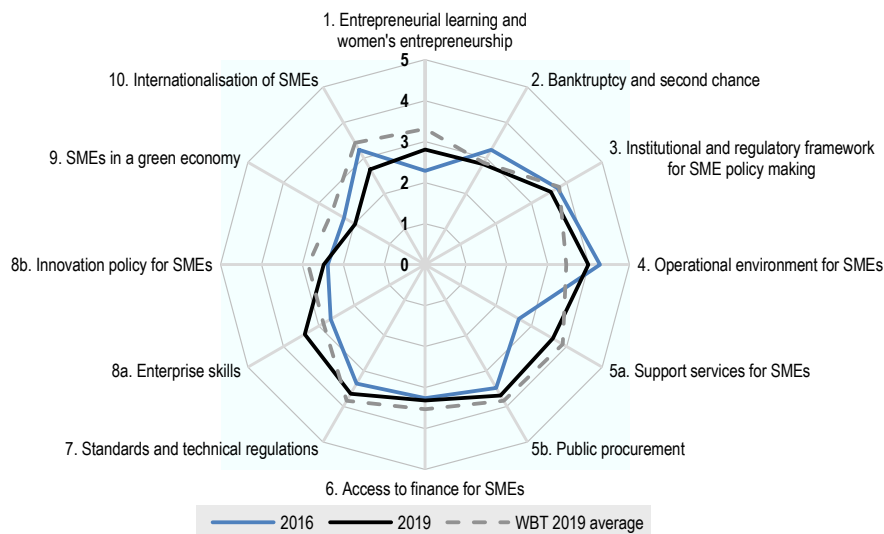 1. Entrepreneurial learning and
women's entrepreneurship
5
10. Internationalisation of SMEs
2. Banktruptcy and second chance
4
3
9. SMEs in a green economy
3. Institutional and regulatory framework
for SME policy making
2
1
8b. Innovation policy for SMEs
0
4. Operational environment for SMEs
8a. Enterprise skills
5a. Support services for SMEs
7. Standards and technical regulations
5b. Public procurement
6. Access to finance for SMEs
2016
2019
WBT 2019 average